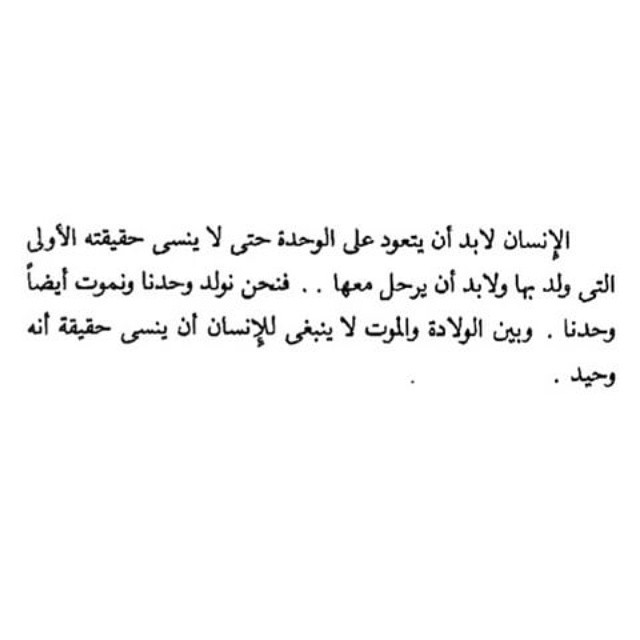 الإنسان لابد أن يتعود على الوحدة حتى لا ينسى حقيقته الأولى
التى ولد بها ولابد أن يرحل معها . . فنحن نولد وحدنا ونموت أيضاً
وحدنا . وبين الولادة والموت لا ينبغى للإنسان أن ينسى حقيقة أنه
وحيد .